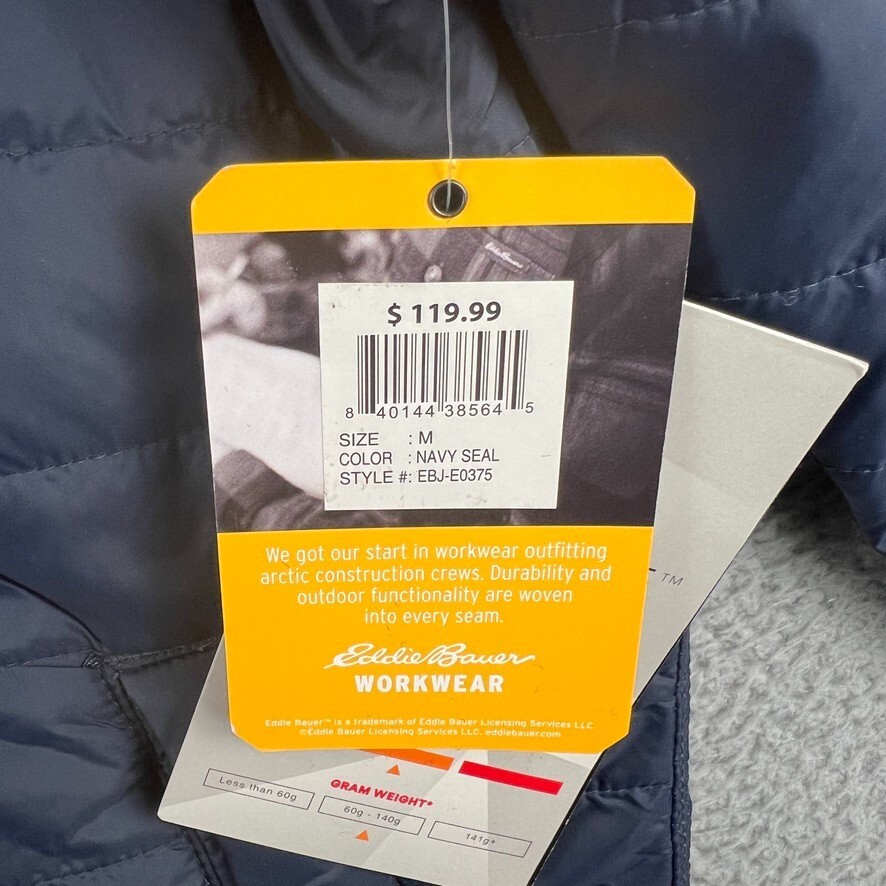 Eddie Bauer
$ 119.99
8 40144 38564 5
SIZE : M
COLOR : NAVY SEAL
STYLE #: EBJ-E0375
We got our start in workwear outfitting
arctic construction crews. Durability and
outdoor functionality are woven
into every seam.
Eddie Bauer
WORKWEAR
Eddie Bauer™ is a trademark of Eddie Bauer Licensing Services LLC.
©Eddie Bauer Licensing Services LLC. eddiebauer.com
TM
GRAM WEIGHT*
Less than 60g
60g - 140g
141g+